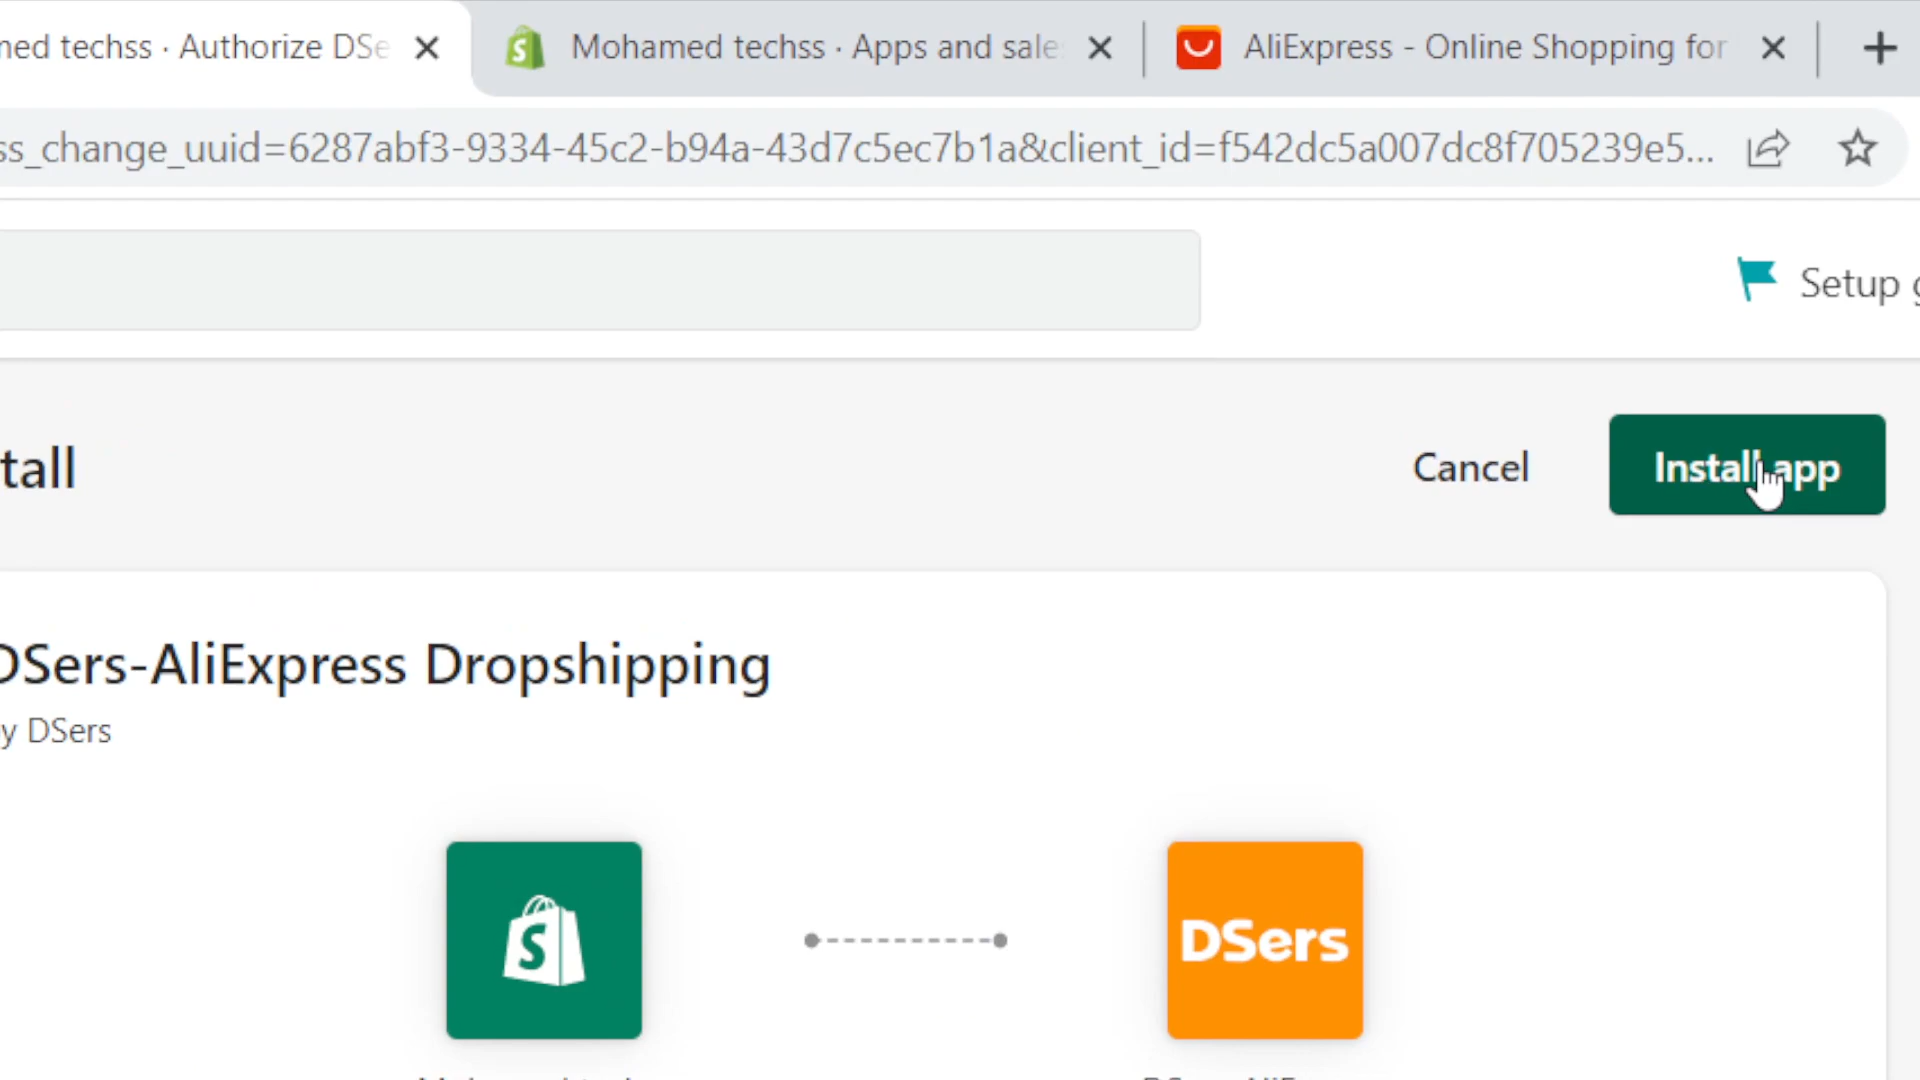 ned techss · Authorize DSe
Mohamed techss · Apps and sale
AliExpress - Online Shopping for
ss_change_uuid=6287abf3-9334-45c2-b94a-43d7c5ec7b1a&client_id=f542dc5a007dc8f705239e5...
Setup g
tall
Cancel
Install app
DSers-AliExpress Dropshipping
y DSers
S
DSers